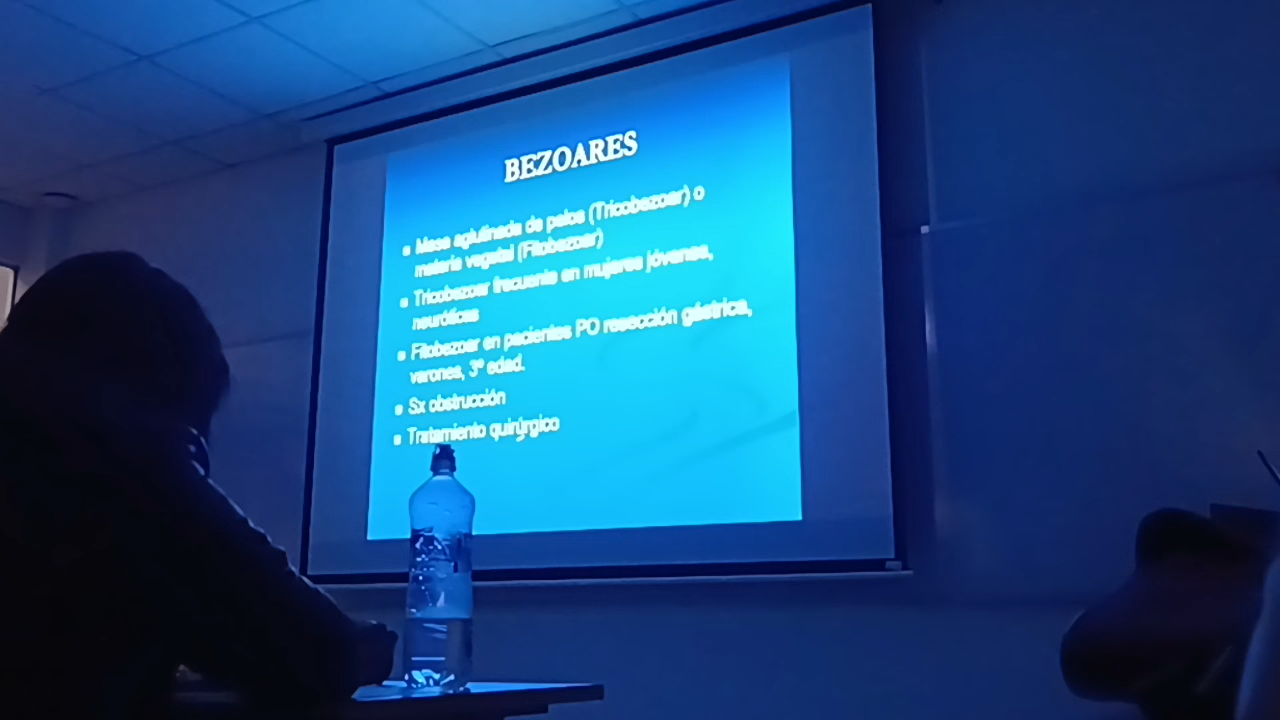 BEZOARES
Masa aglutinada de pelos (Tricobezoar) o
materia vegetal (Fitobezoar)
Tricobezoar frecuente en mujeres jóvenes,
neuróticas
Fitobezoar en pacientes PO resección gástrica,
varones, 3ª edad.
Sx obstrucción
Tratamiento quirúrgico